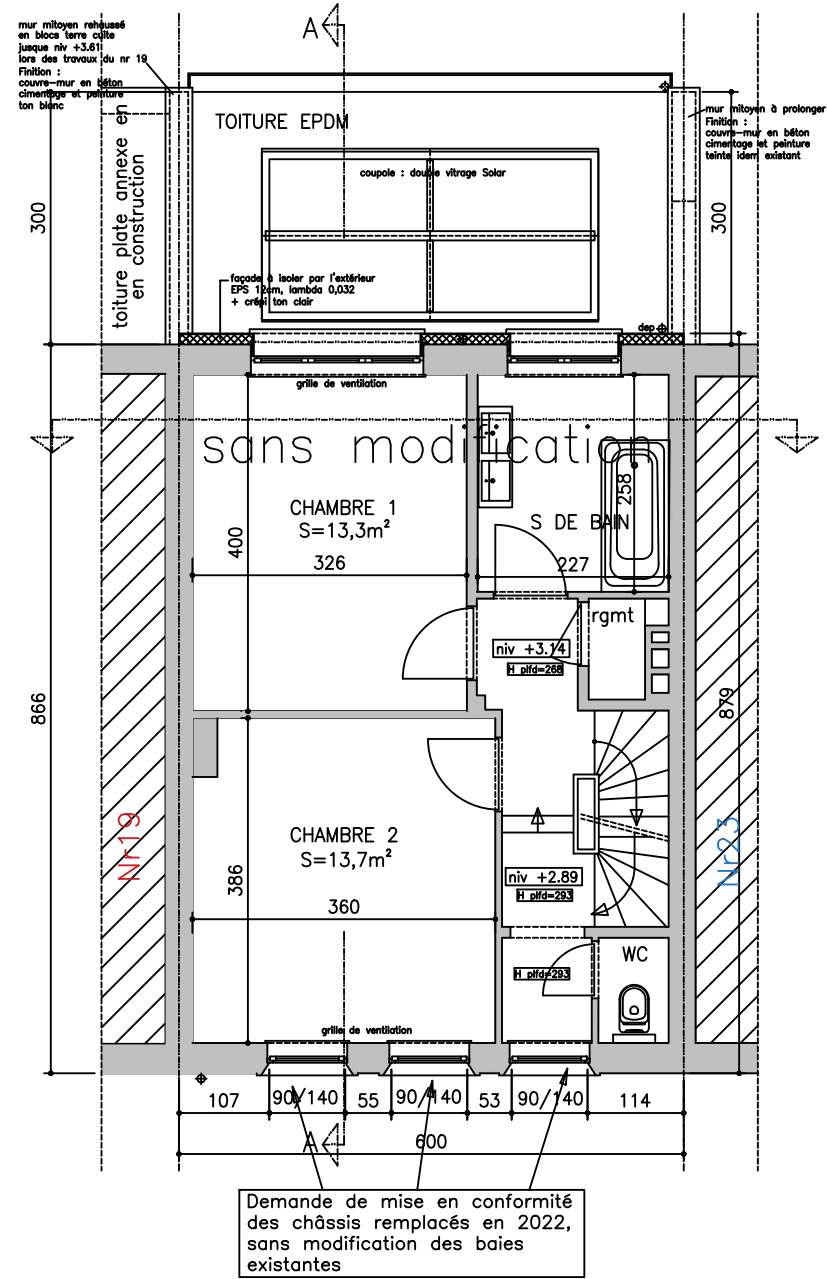 mur mitoyen rehaussé
en blocs terre cuite
jusque niv +3.61
lors des travaux du nr 19
Finition :
couvre-mur en béton
cimentage et peinture
ton blanc
A
TOITURE EPDM
mur mitoyen à prolonger
Finition :
couvre-mur en béton
cimentage et peinture
teinte idem existant
coupole : double vitrage Solar
toiture plate annexe en
en construction
300
300
façade à isoler par l'extérieur
EPS 12cm, lambda 0,032
+ crépi ton clair
dep
grille de ventilation
sans modification
258
CHAMBRE 1
S=13,3m²
S DE BAIN
400
326
227
rgmt
niv +3.14
H plfd=268
866
879
Nr19
Nr23
CHAMBRE 2
S=13,7m²
386
360
niv +2.89
H plfd=293
WC
H plfd=293
grille de ventilation
107
90/140
55
90/140
53
90/140
114
A
600
Demande de mise en conformité
des châssis remplacés en 2022,
sans modification des baies
existantes